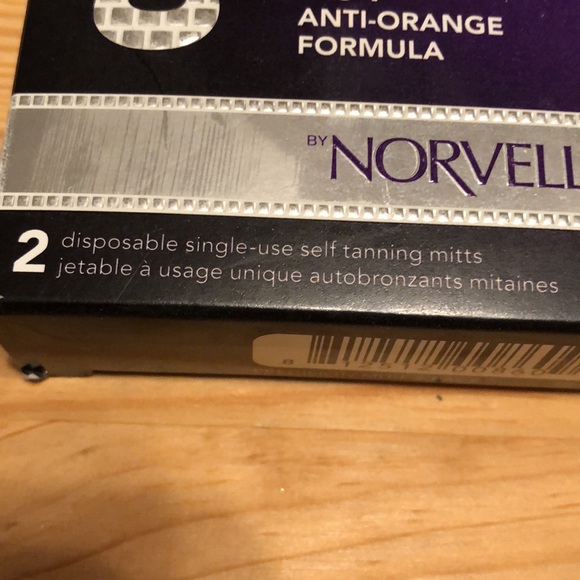 ANTI-ORANGE
FORMULA
BY NORVELL
2 disposable single-use self tanning mitts
jetable à usage unique autobronzants mitaines